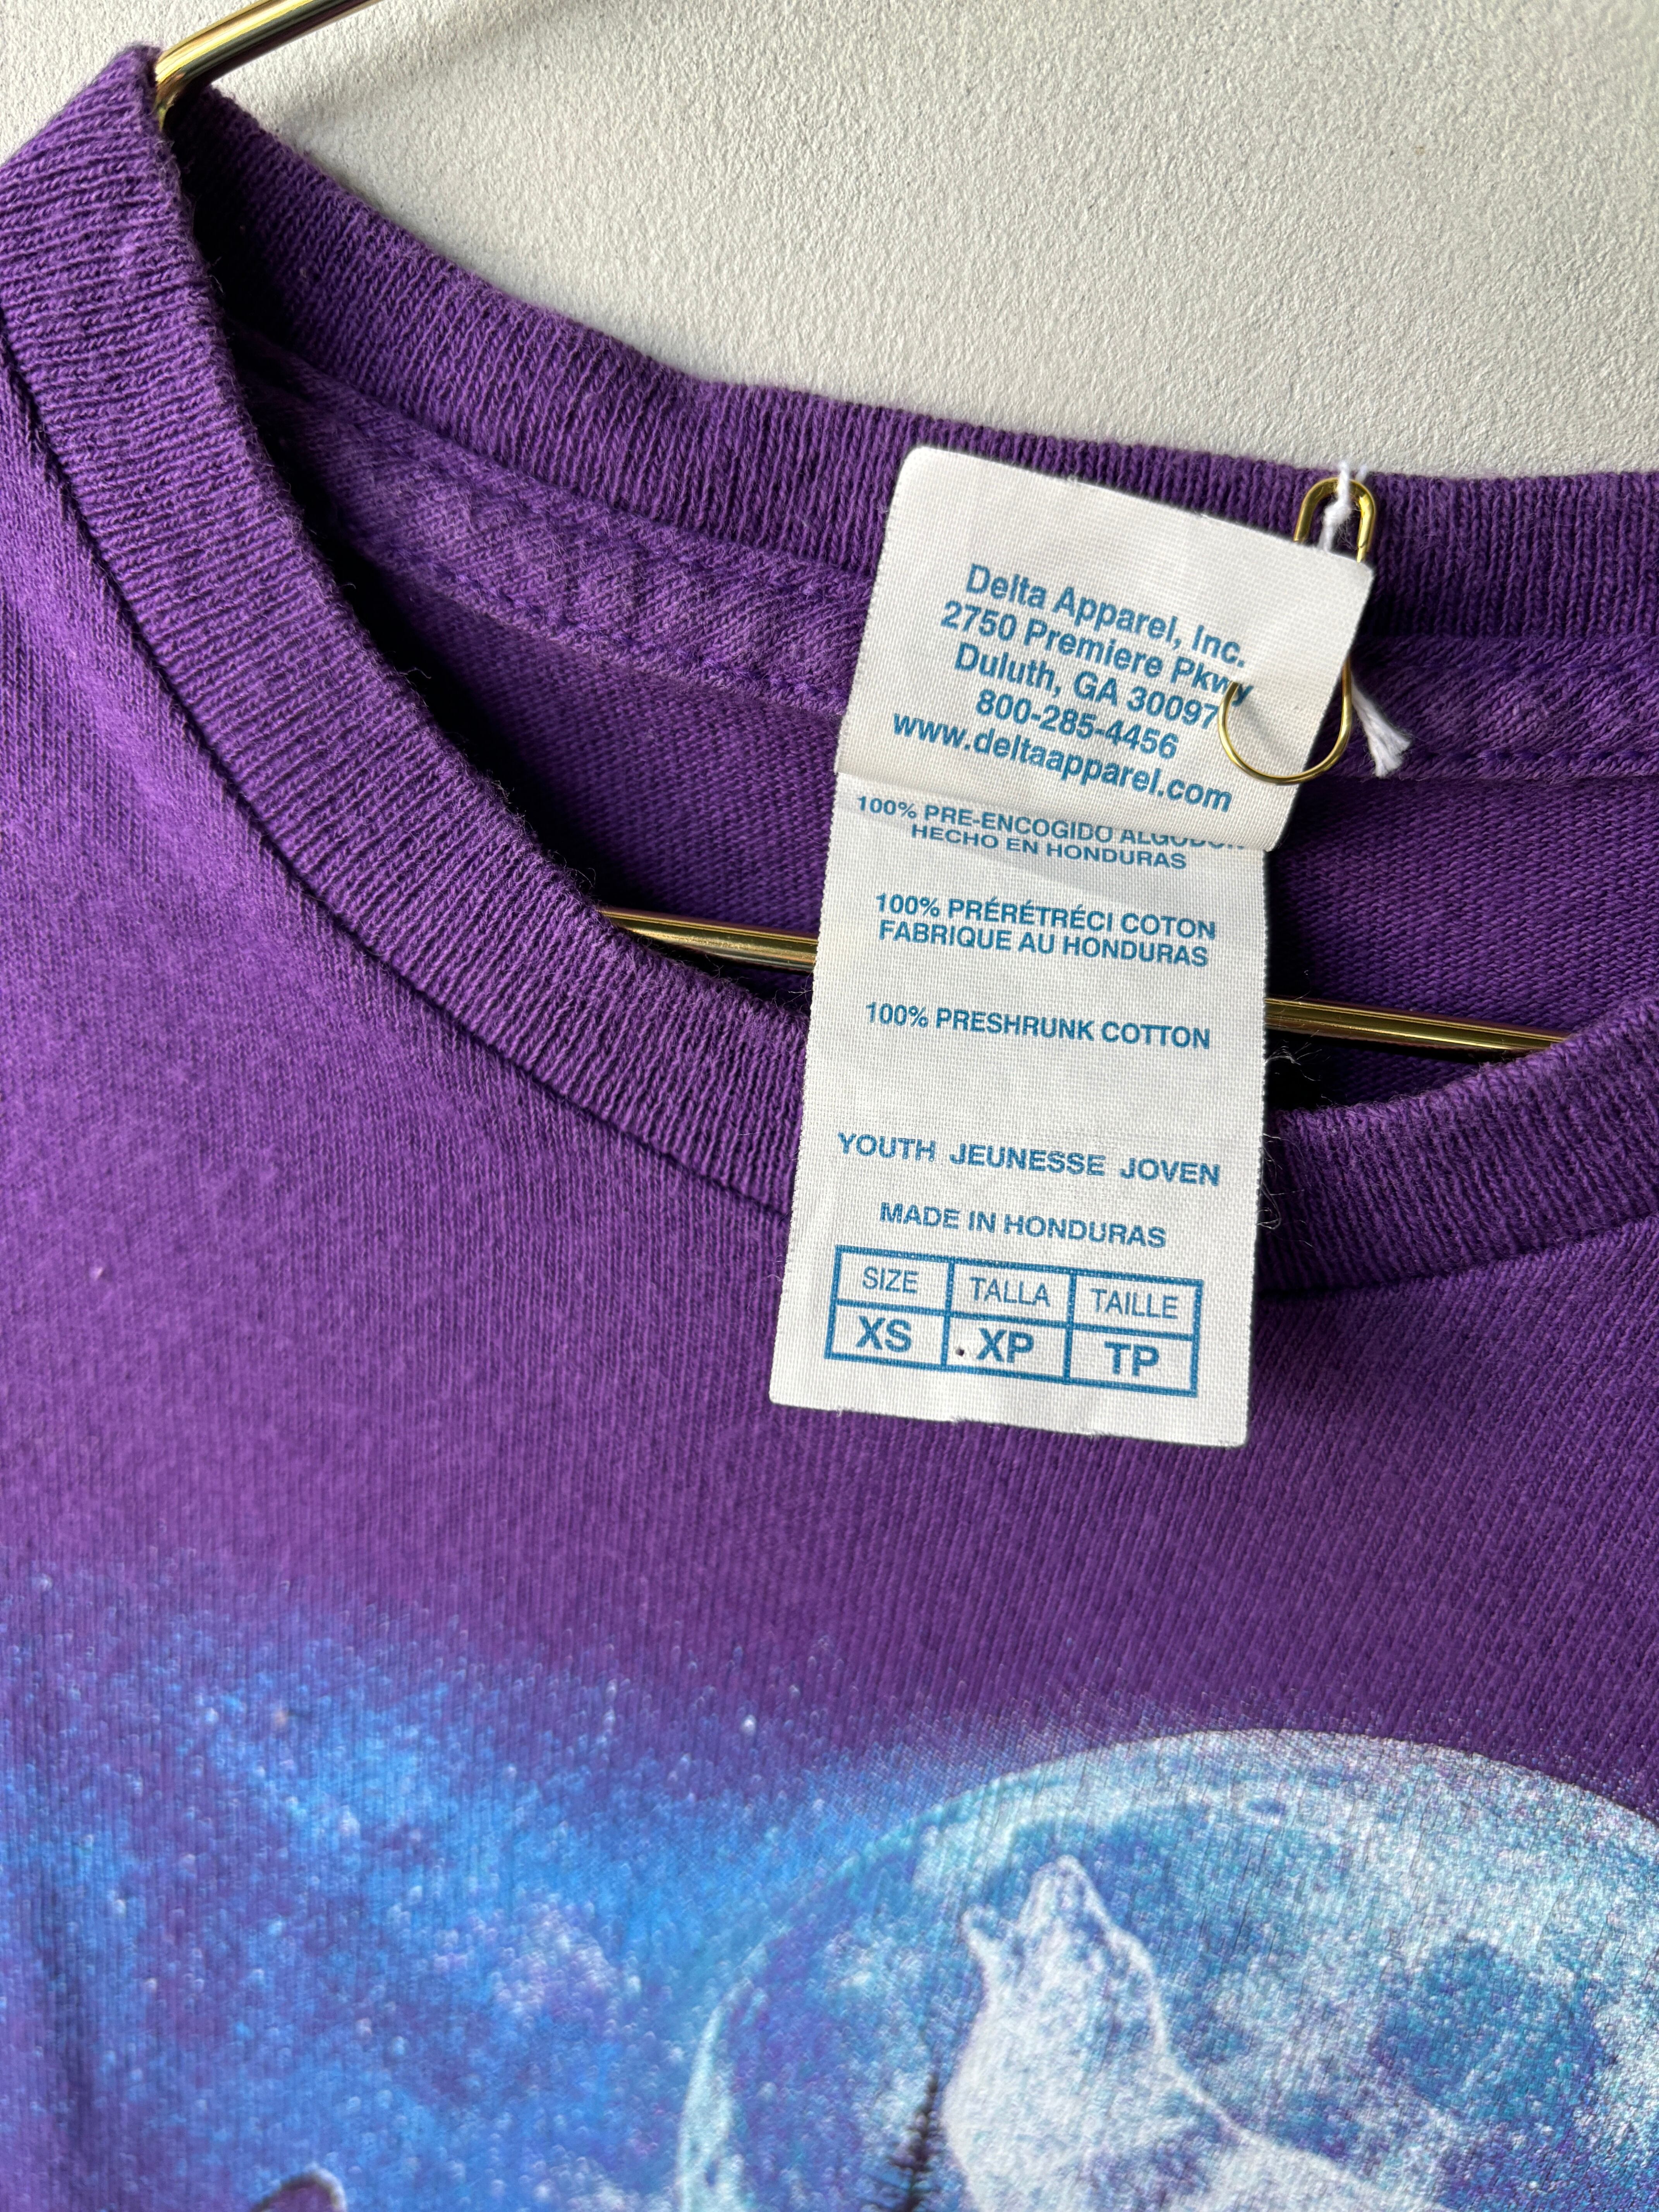 Delta Apparel, Inc.
2750 Premiere Pkwy
Duluth, GA 30097
800-285-4456
www.deltaapparel.com
100% PRE-ENCOGIDO ALGODON
HECHO EN HONDURAS
100% PRÉRÉTRÉCI COTON
FABRIQUE AU HONDURAS
100% PRESHRUNK COTTON
YOUTH JEUNESSE JOVEN
MADE IN HONDURAS
SIZE TALLA TAILLE
XS XP TP